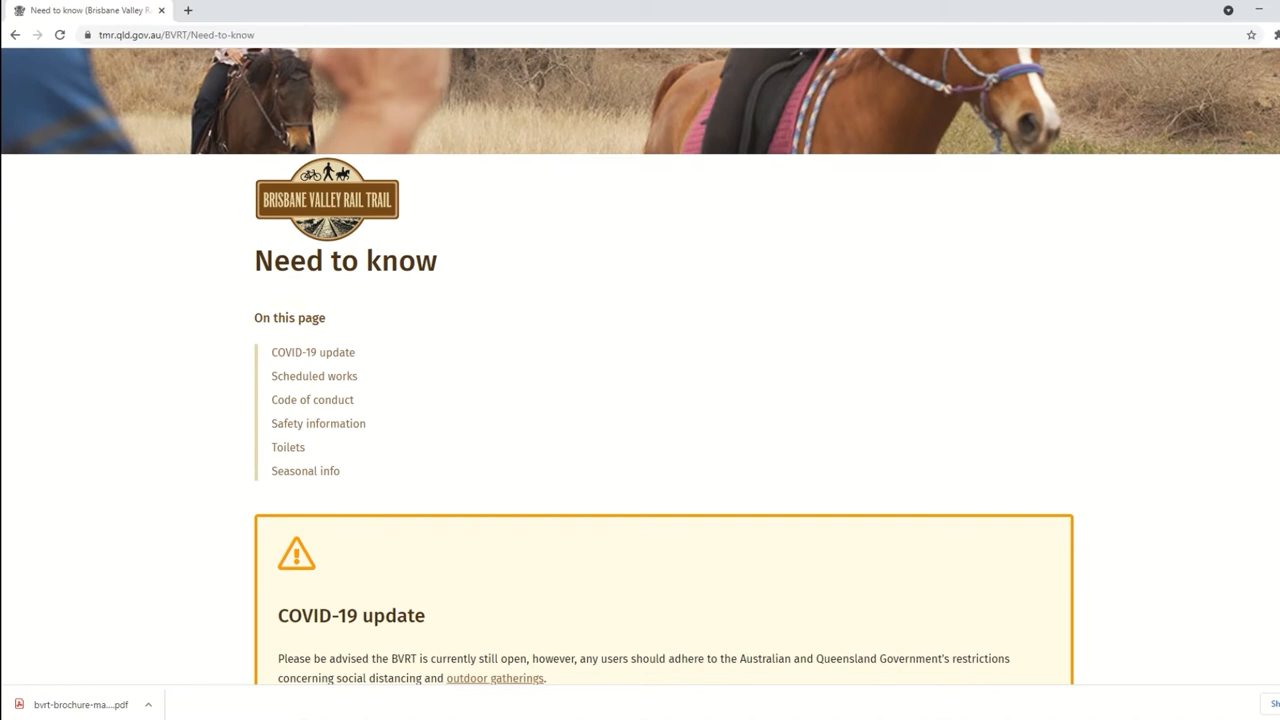 Need to know (Brisbane Valley Ra
tmr.qld.gov.au/BVRT/Need-to-know
BRISBANE VALLEY RAIL TRAIL
Need to know
On this page
COVID-19 update
Scheduled works
Code of conduct
Safety information
Toilets
Seasonal info
COVID-19 update
Please be advised the BVRT is currently still open, however, any users should adhere to the Australian and Queensland Government's restrictions
concerning social distancing and outdoor gatherings.
bvrt-brochure-ma....pdf
Sh